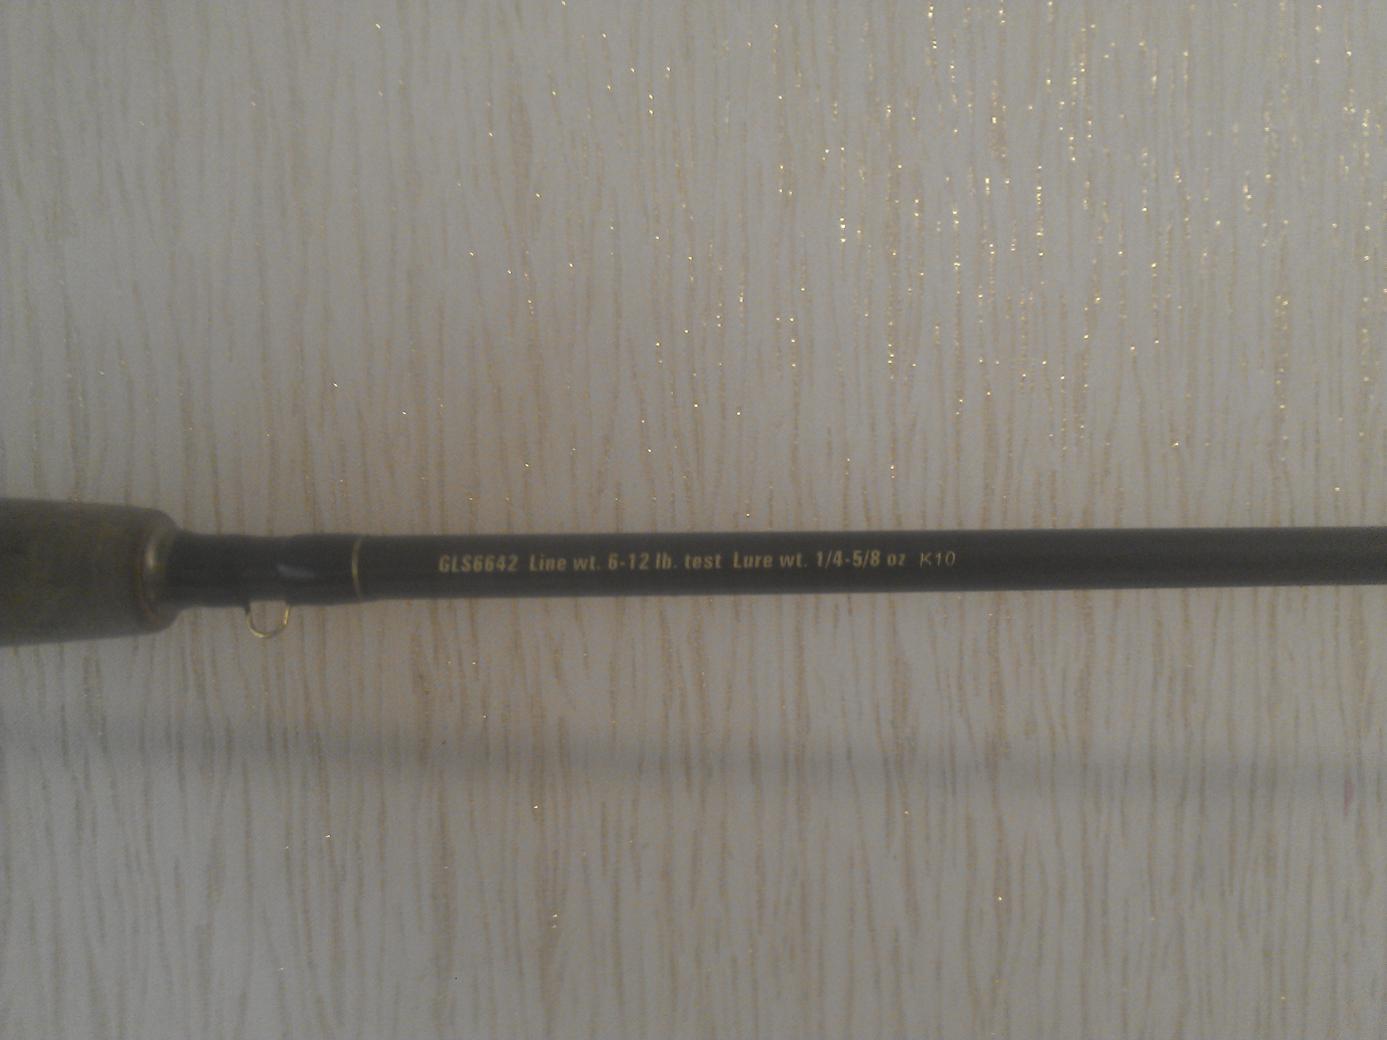 GLS6642 Line wt. 6-12 lb. test Lure wt. 1/4-5/8 oz K10